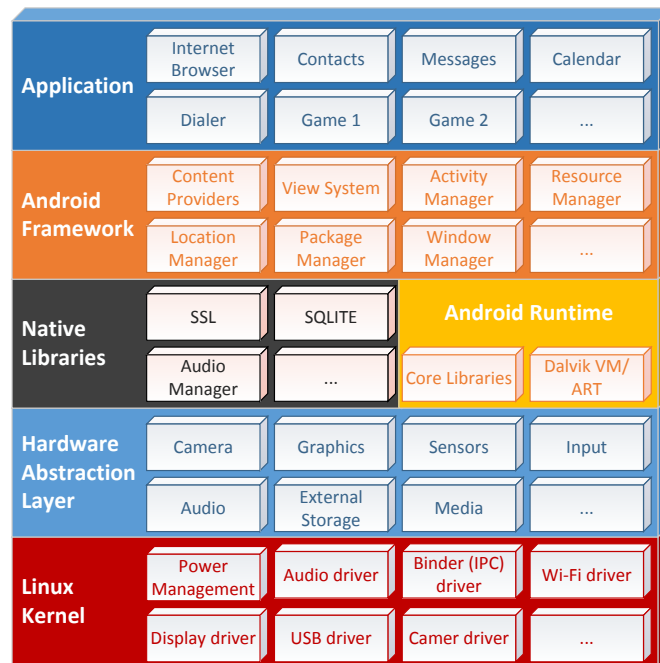 Application
Internet
Browser
Contacts
Messages
Calendar
Dialer
Game 1
Game 2
...
Android
Framework
Content
Providers
View System
Activity
Manager
Resource
Manager
Location
Manager
Package
Manager
Window
Manager
...
Native
Libraries
SSL
SQLITE
Audio
Manager
...
Android Runtime
Core Libraries
Dalvik VM/
ART
Hardware
Abstraction
Layer
Camera
Graphics
Sensors
Input
Audio
External
Storage
Media
...
Linux
Kernel
Power
Management
Audio driver
Binder (IPC)
driver
Wi-Fi driver
Display driver
USB driver
Camer driver
...